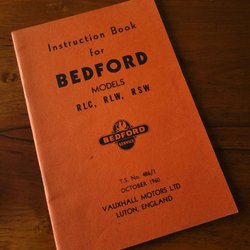 Instruction Book
for
BEDFORD
MODELS
RLC, RLW, RSW
BEDFORD
SERVICE
T.S. No. 486/1
OCTOBER 1960
VAUXHALL MOTORS LTD
LUTON, ENGLAND